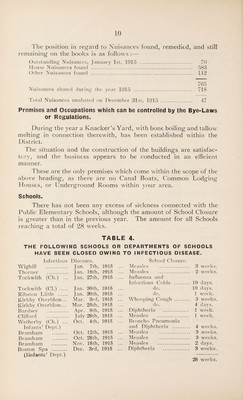 10
The position in regard to Nuisances found, remedied, and still
remaining on the books is as follows :—
Outstanding Nuisances, January 1st, 1915 ... 70
House Nuisances found ... 583
Other Nuisances found ... 112
765
Nuisances abated during the year 1915 ... 718
Total Nuisances unabated on December 31st, 1915 ... 47
Premises and Occupations which can be controlled by the Bye-Laws
or Regulations.
During the year a Knacker's Yard, with bone boiling and tallow
melting in connection therewith, has been established within the
District.
The situation and construction of the buildings are satisfac-
tory, and the business appears to be conducted in an efficient
manner.
These are the only premises which come within the scope of the
above heading, as there are no Canal Boats, Common Lodging
Houses, or Underground Rooms within your area.
Schools.
There has not been any excess of sickness connected with the
Public Elementary Schools, although the amount of School Closure
is greater than in the previous year. The amount for all Schools
reaching a total of 28 weeks.
TABLE 4.
THE FOLLOWING SCHOOLS OR DEPARTMENTS OF SCHOOLS
HAVE BEEN CLOSED OWING TO INFECTIOUS DISEASE.
Infectious Diseases. School Closure.
Wighill ... Jan. 7th, 1915 ... Measles ... 2 weeks.
Thorner ... Jan. 18th, 1915 ... Measles ... 2 weeks.
Tockwith (Ch.) ... Jan. 27th, 1915 ... Influenza and
Infectious Colds ... 10 days.
Tockwith (Cl.) ... Jan. 30th, 1915 ... do. 10 days.
Ribston Little ... Jan. 30th, 1915 ... do. 1 week.
Kirkby Overblow... Mar. 3rd, 1915 ... Whooping Cough ... 3 weeks.
Kirkby Overblow... Mar. 25th, 1915 ... do. 4 days.
Bardsey ... Apr. 8th, 1915 ... Diphtheria ... 1 week.
Clifford ... July 26th, 1915 ... Measles ... 1 week.
Wetherby (Ch.) ... Oct. 4th, 1915 ... Broncho Pneumonia
Infants' Dept.) and Diphtheria ... 4 weeks.
Bramham ... Oct. 12th, 1915 ... Measles ... 3 weeks.
Bramham ... Oct. 28th, 1915 ... Measles ... 3 weeks.
Bramham ... Nov. 18th, 1915 ... Measles ... 2 weeks.
Boston Spa ... Dec. 3rd, 1915 ... Diphtheria ... 3 weeks.
(Infants' Dept.)
28 weeks.